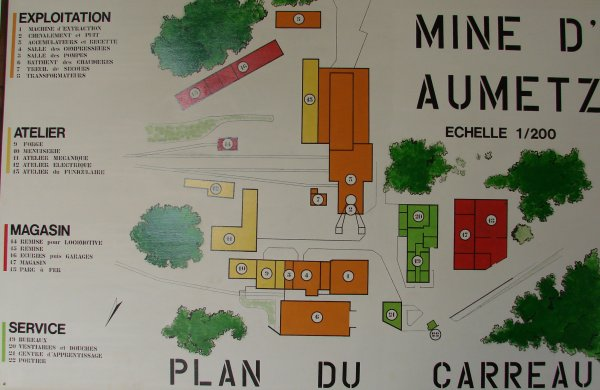 EXPLOITATION
1 MACHINE d'EXTRACTION
2 CHEVALEMENT et PUIT
3 ACCUMULATEURS et RECETTE
4 SALLE des COMPRESSEURS
5 SALLE des POMPES
6 BATIMENT des CHAUDIERES
7 TREUIL de SECOURS
8 TRANSFORMATEURS
ATELIER
9 FORGE
10 MENUISERIE
11 ATELIER MECANIQUE
12 ATELIER ELECTRIQUE
13 ATELIER du FUNICULAIRE
MAGASIN
14 REMISE pour LOCOMOTIVE
15 REMISE
16 ECURIES puis GARAGES
17 MAGASIN
18 PARC à FER
SERVICE
19 BUREAUX
20 VESTIAIRES et DOUCHES
21 CENTRE d'APPRENTISSAGE
22 PORTIER
MINE D'
AUMETZ
ECHELLE 1/200
PLAN DU CARREAU